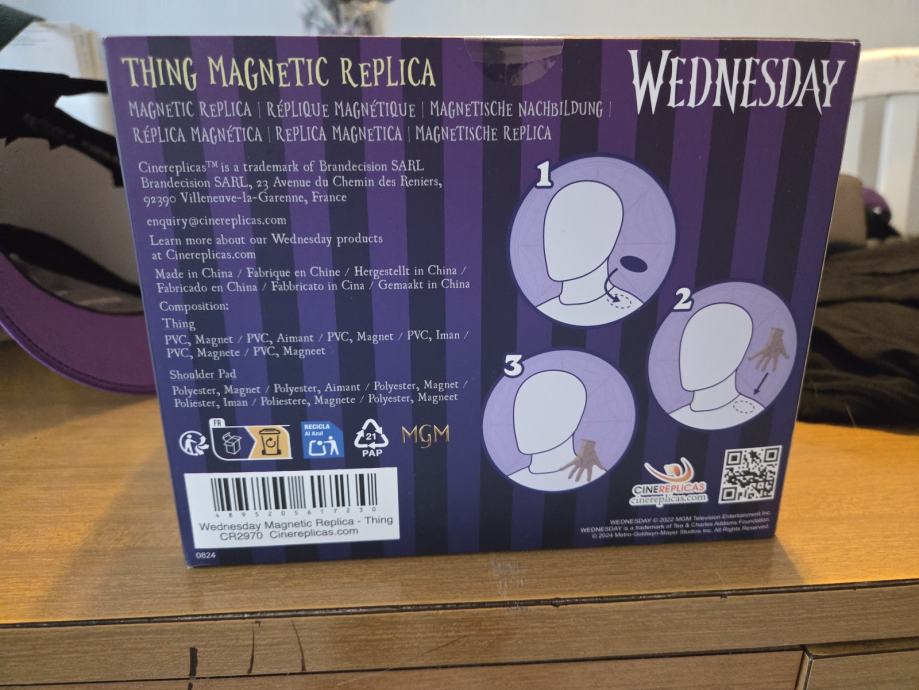 THING MAGNETIC REPLICA
WEDNESDAY
MAGNETIC REPLICA | RÉPLIQUE MAGNÉTIQUE | MAGNETISCHE NACHBILDUNG |
RÉPLICA MAGNÉTICA | REPLICA MAGNETICA | MAGNETISCHE REPLICA
Cinereplicas™ is a trademark of Brandecision SARL
Brandecision SARL, 23 Avenue du Chemin des Reniers,
92390 Villeneuve-la-Garenne, France
enquiry@cinereplicas.com
Learn more about our Wednesday products
at Cinereplicas.com
Made in China / Fabriqué en Chine / Hergestellt in China /
Fabricado en China / Fabbricato in Cina / Gemaakt in China
Composition:
Thing
PVC, Magnet / PVC, Aimant / PVC, Magnet / PVC, Iman /
PVC, Magnete / PVC, Magneet
Shoulder Pad
Polyester, Magnet / Polyester, Aimant / Polyester, Magnet /
Poliester, Iman / Poliestere, Magnete / Polyester, Magneet
FR
RECICLA
Al Azul
21
PAP
MGM
4 895205 617230
Wednesday Magnetic Replica - Thing
CR2970 Cinereplicas.com
0824
1
2
3
CINEREPLICAS
cinereplicas.com
WEDNESDAY © 2022 MGM Television Entertainment Inc.
WEDNESDAY is a trademark of Tee & Charles Addams Foundation.
© 2024 Metro-Goldwyn-Mayer Studios Inc. All Rights Reserved.